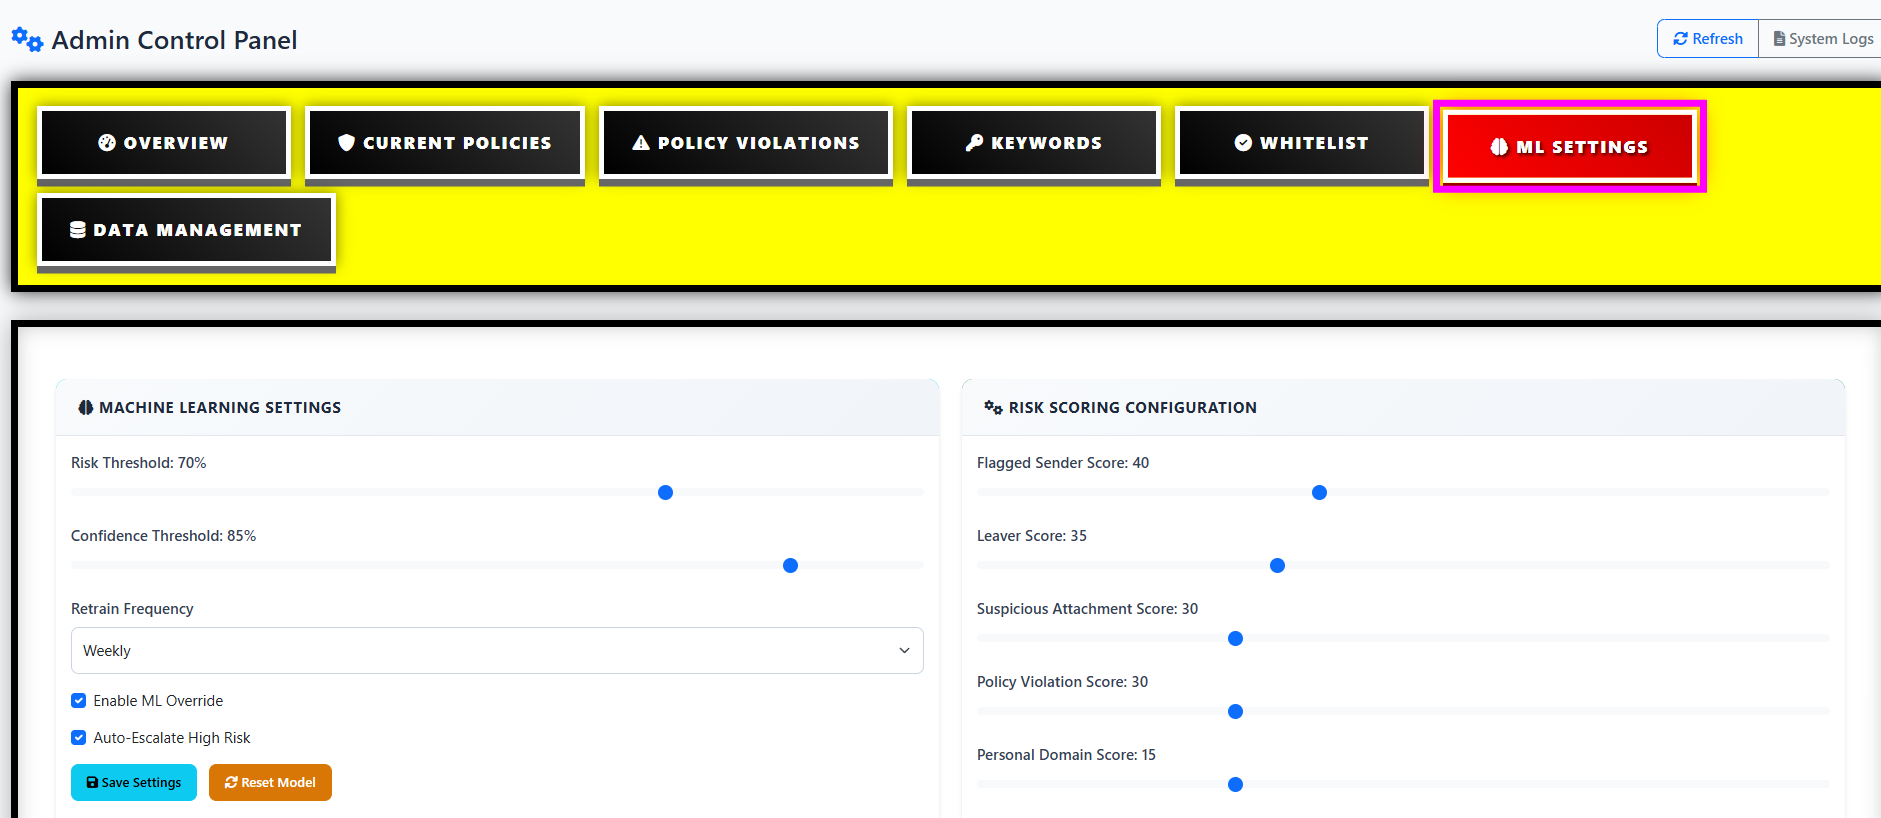 Admin Control Panel
Refresh
System Logs
OVERVIEW
CURRENT POLICIES
POLICY VIOLATIONS
KEYWORDS
WHITELIST
ML SETTINGS
DATA MANAGEMENT
MACHINE LEARNING SETTINGS
Risk Threshold: 70%
Confidence Threshold: 85%
Retrain Frequency
Weekly
Enable ML Override
Auto-Escalate High Risk
Save Settings
Reset Model
RISK SCORING CONFIGURATION
Flagged Sender Score: 40
Leaver Score: 35
Suspicious Attachment Score: 30
Policy Violation Score: 30
Personal Domain Score: 15